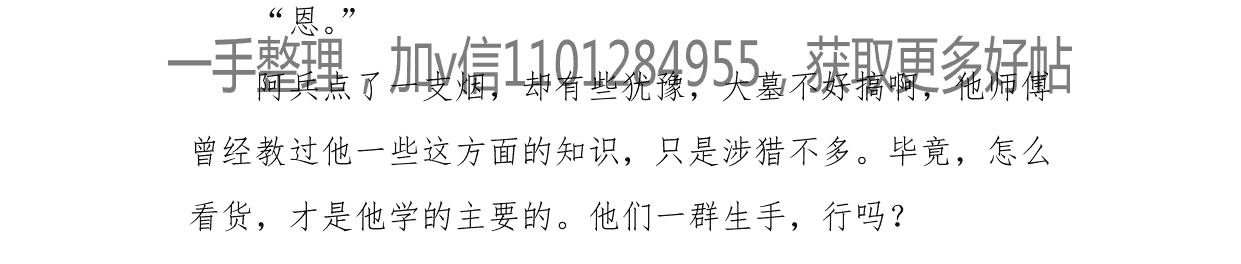 “恩。”
一手整理，加v信1101284955，获取更多好帖
阿兵点了一支烟，却有些犹豫，大墓不好搞啊，他师傅
曾经教过他一些这方面的知识，只是涉猎不多。毕竟，怎么
看货，才是他学的主要的。他们一群生手，行吗？